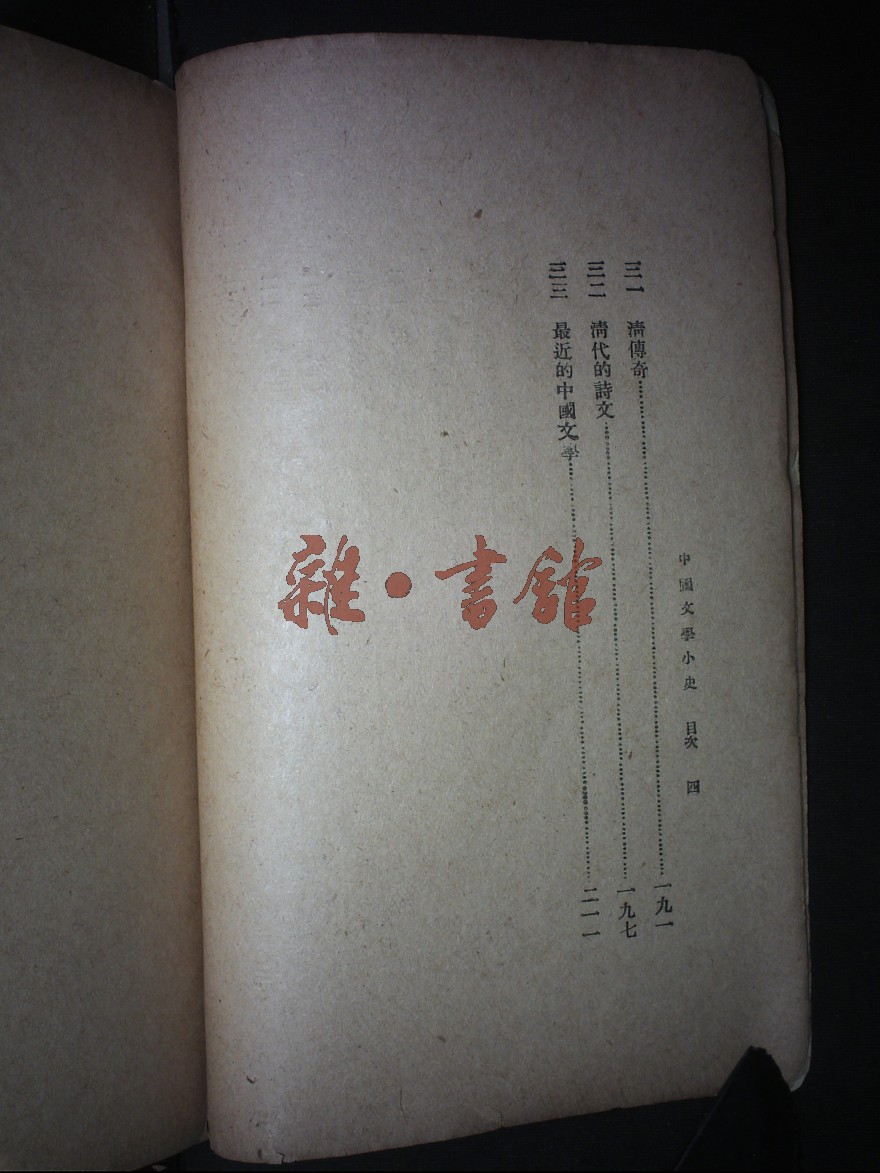 中國文學小史 目次 四
三一 清傳奇 一九一
三二 清代的詩文 一九七
三三 最近的中國文學 二一一
雜·書館